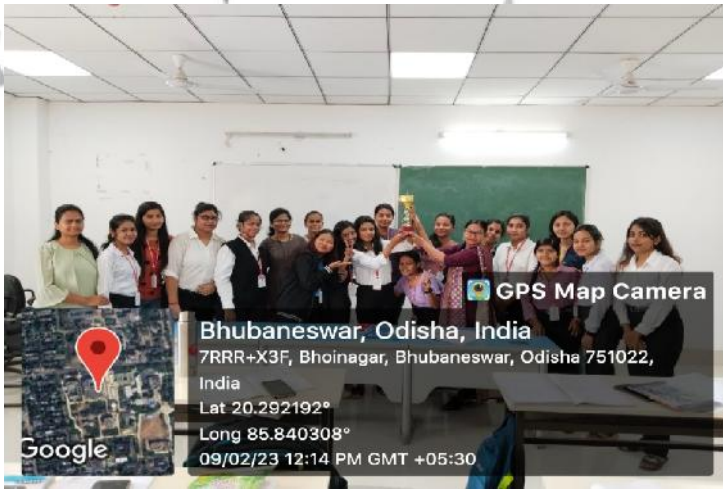 GPS Map Camera
Bhubaneswar, Odisha, India
7RRR+X3F, Bhoinagar, Bhubaneswar, Odisha 751022,
India
Lat 20.292192°
Long 85.840308°
09/02/23 12:14 PM GMT +05:30
Google